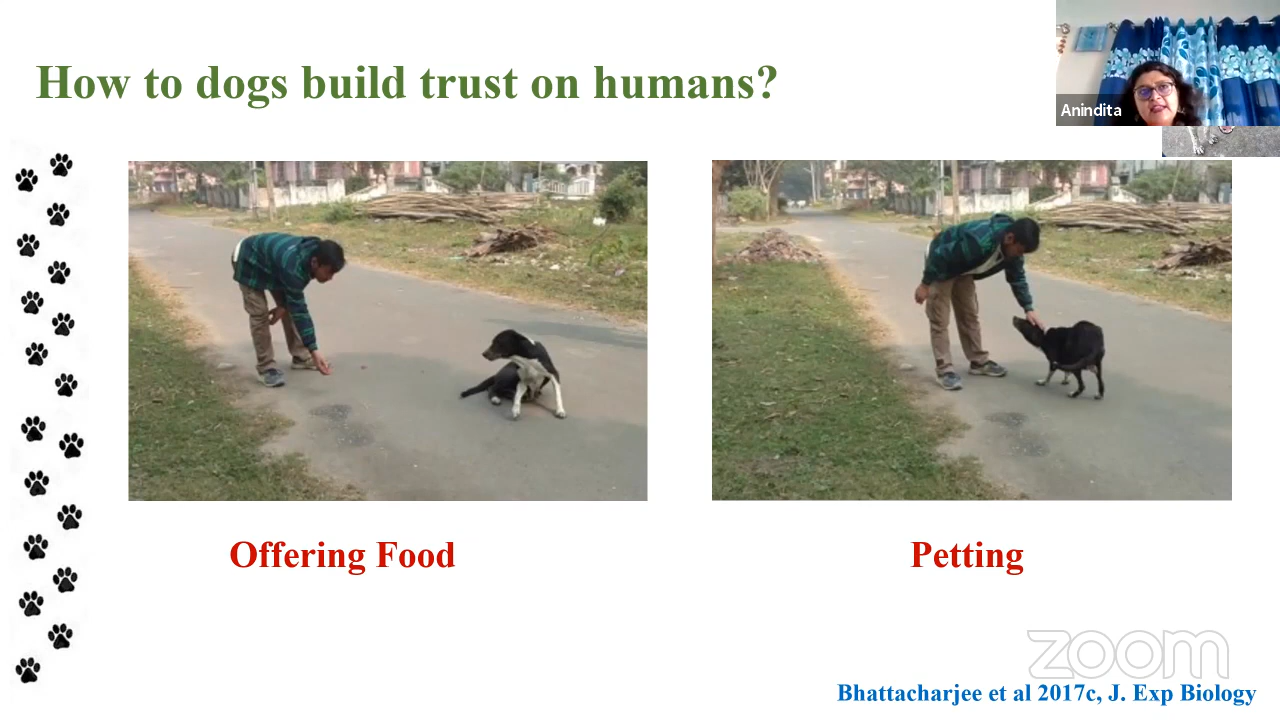 How to dogs build trust on humans?
Anindita
Offering Food
Petting
zoom
Bhattacharjee et al 2017c, J. Exp Biology